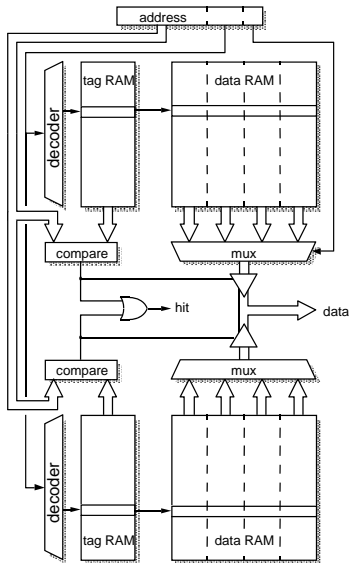 address
tag RAM
data RAM
decoder
compare
mux
hit
data
compare
mux
decoder
tag RAM
data RAM